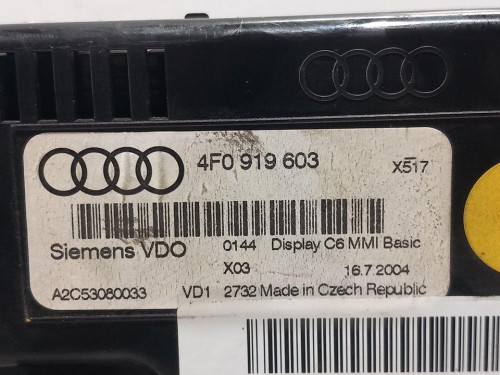 4F0 919 603 X517
Siemens VDO 0144 Display C6 MMI Basic
X03 16.7.2004
A2C53080033 VD1 2732 Made in Czech Republic